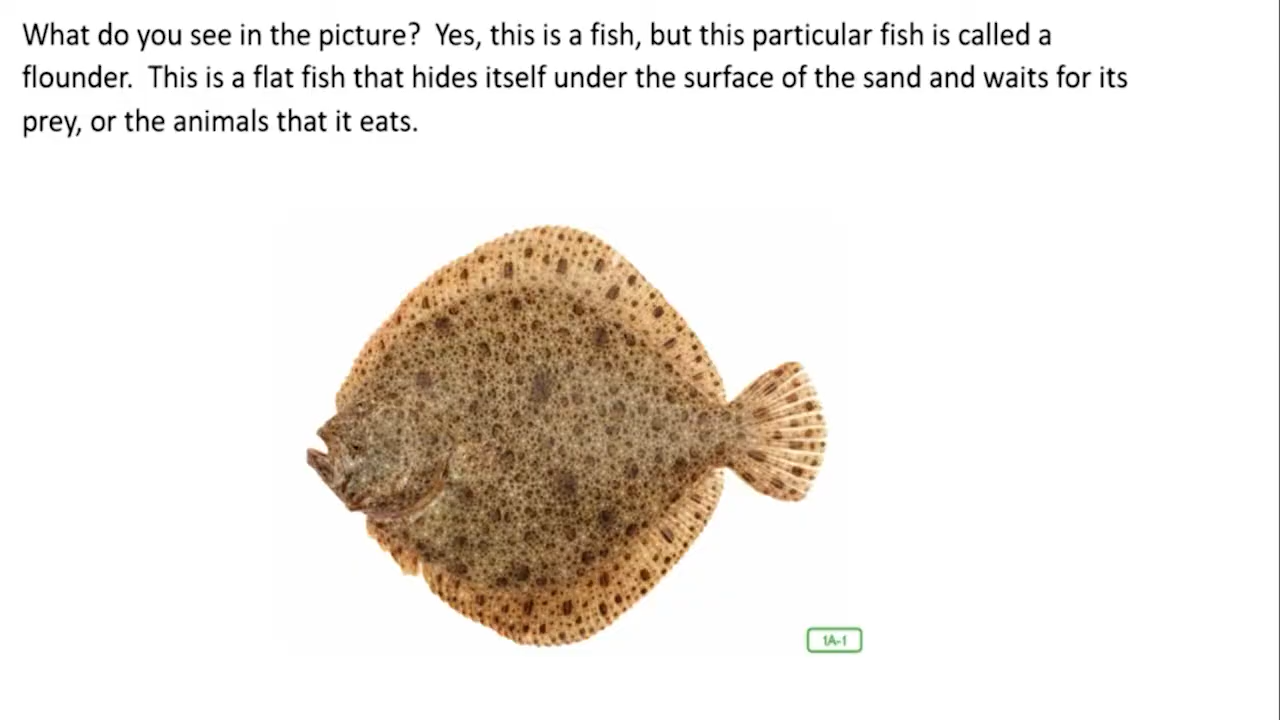 What do you see in the picture?  Yes, this is a fish, but this particular fish is called a
flounder.  This is a flat fish that hides itself under the surface of the sand and waits for its
prey, or the animals that it eats.
1A-1